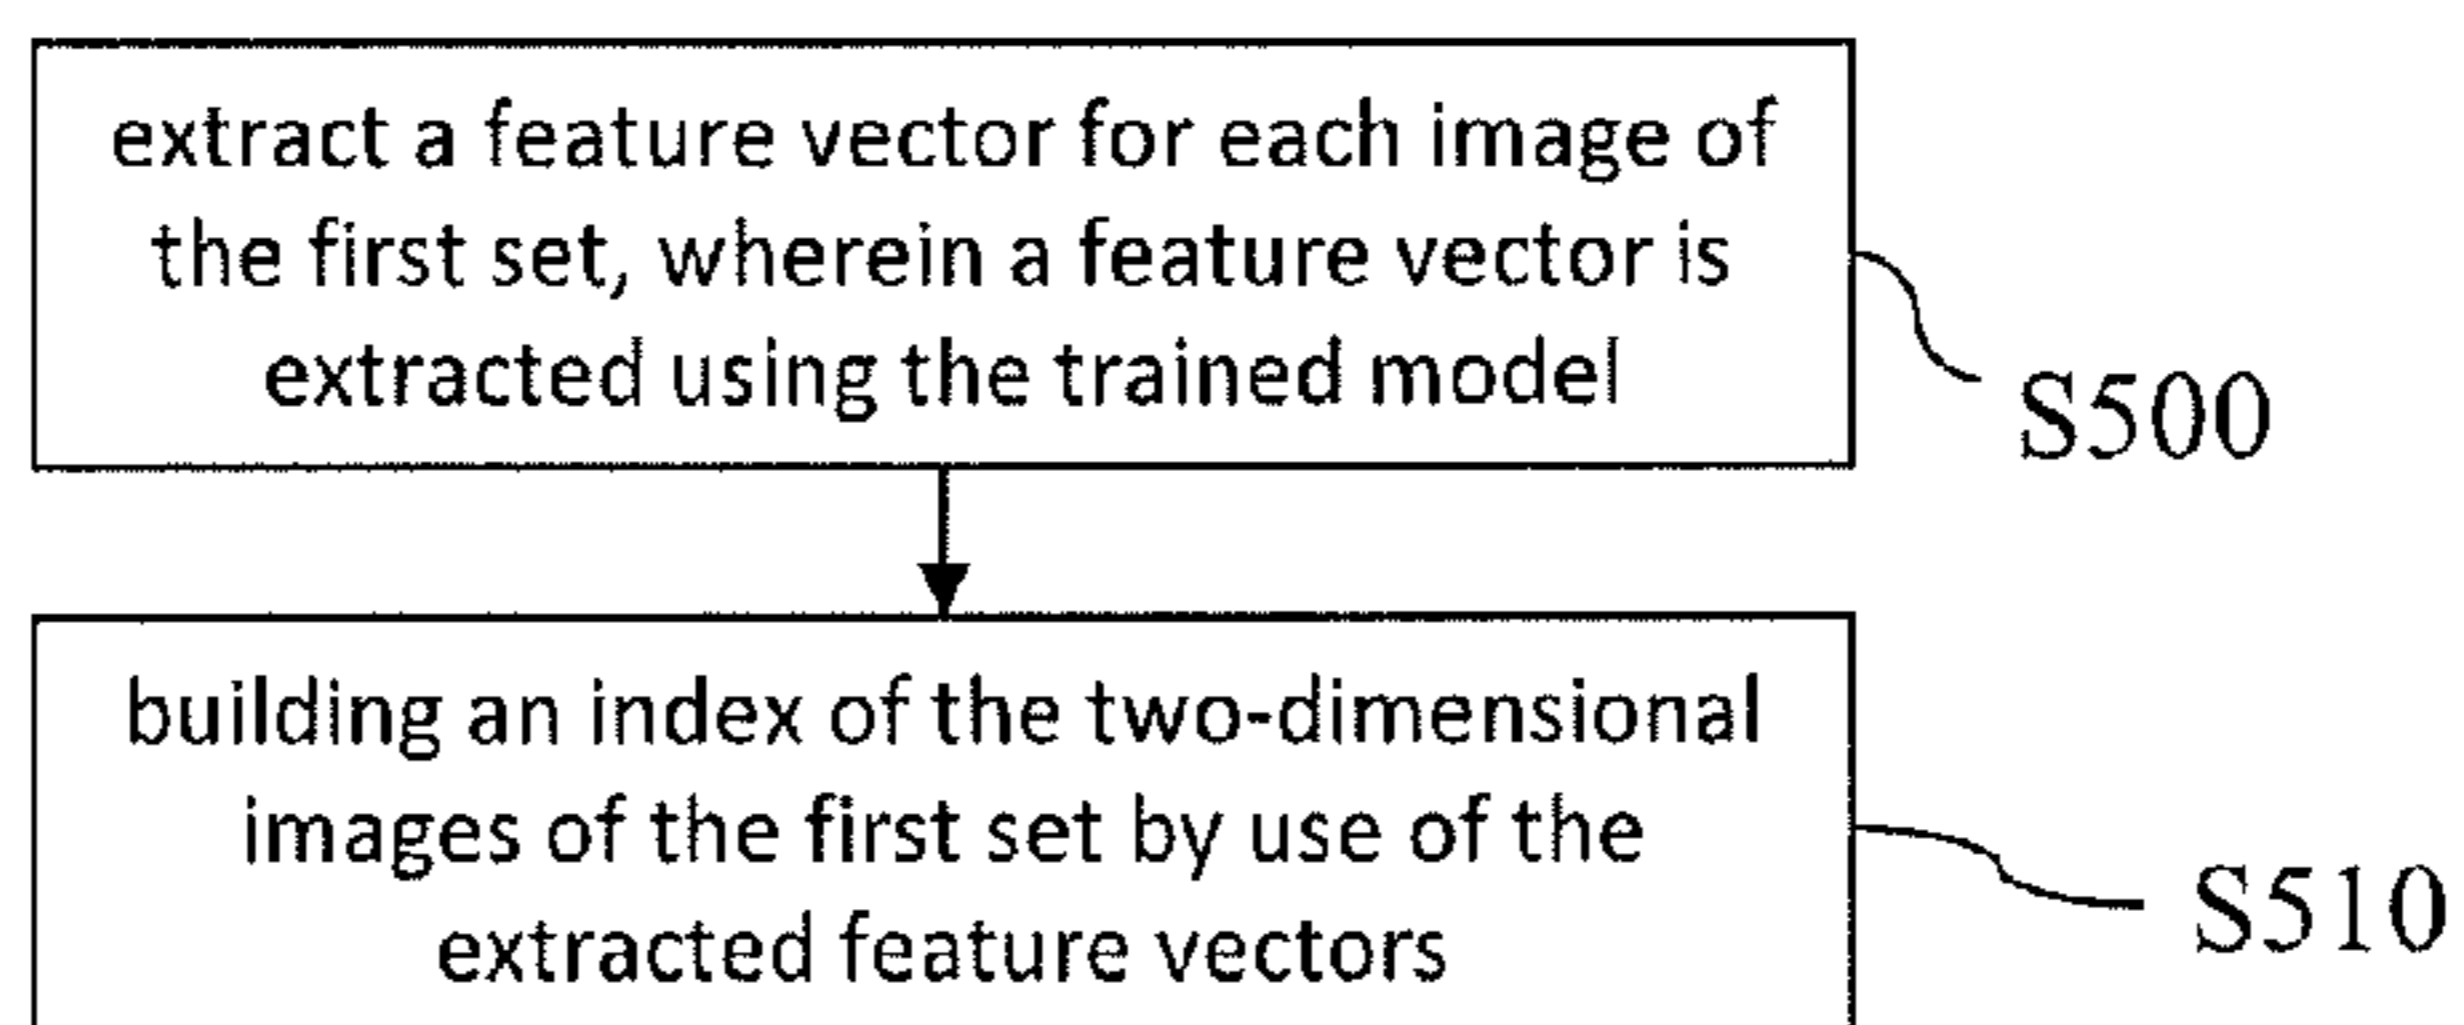 extract a feature vector for each image of
the first set, wherein a feature vector is
extracted using the trained model
S500
building an index of the two-dimensional
images of the first set by use of the
extracted feature vectors
S510